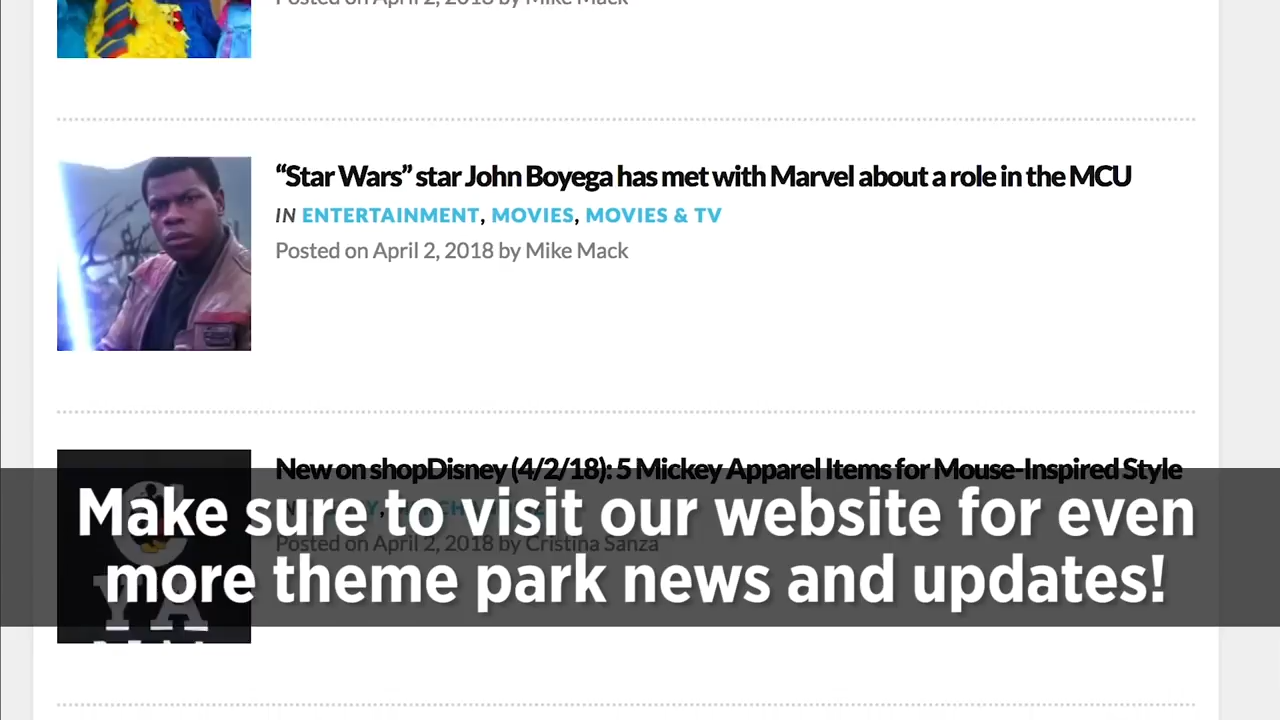 Posted on April 2, 2018 by Mike Mack
“Star Wars” star John Boyega has met with Marvel about a role in the MCU
IN ENTERTAINMENT, MOVIES, MOVIES & TV
Posted on April 2, 2018 by Mike Mack
New on shopDisney (4/2/18): 5 Mickey Apparel Items for Mouse-Inspired Style
Posted on April 2, 2018 by Cristina Sanza
Make sure to visit our website for even
more theme park news and updates!